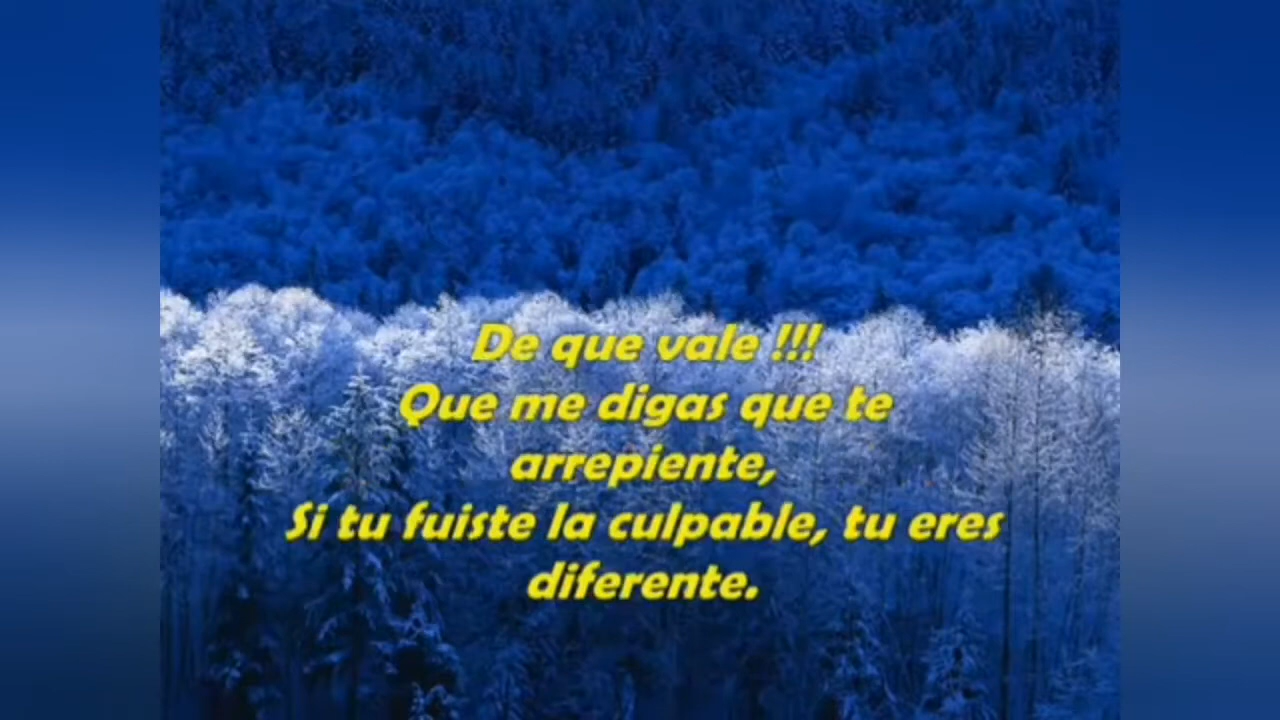 De que vale !!!
Que me digas que te
arrepiente,
Si tu fuiste la culpable, tu eres
diferente.